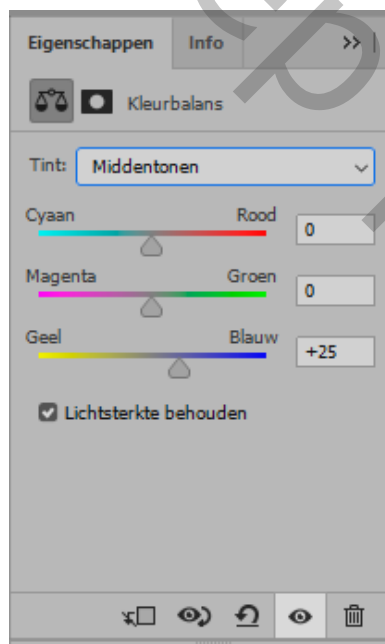 Eigenschappen Info >>
Kleurbalans
Tint: Middentonen
Cyaan Rood 0
Magenta Groen 0
Geel Blauw +25
Lichtsterkte behouden